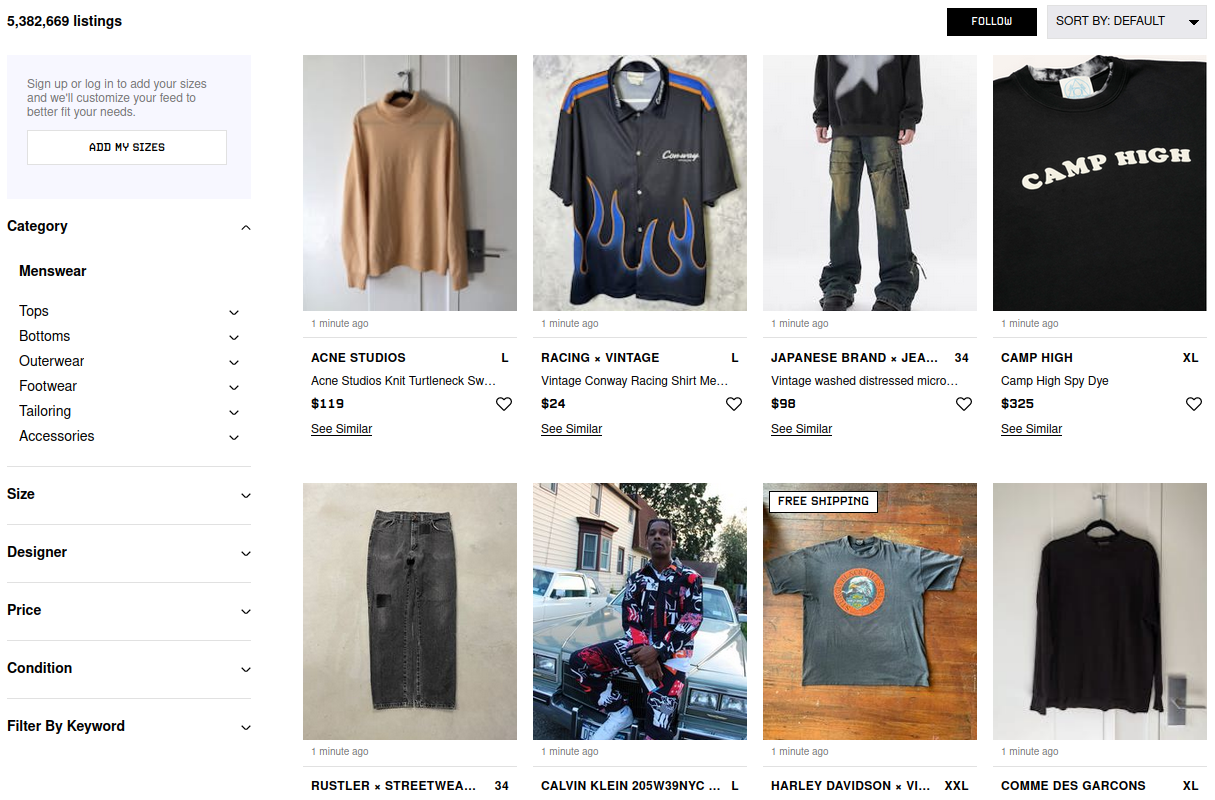 5,382,669 listings
FOLLOW
SORT BY: DEFAULT
Sign up or log in to add your sizes
and we'll customize your feed to
better fit your needs.
ADD MY SIZES
Category
Menswear
Tops
Bottoms
Outerwear
Footwear
Tailoring
Accessories
Size
Designer
Price
Condition
Filter By Keyword
Conway
CAMP HIGH
1 minute ago
1 minute ago
1 minute ago
1 minute ago
ACNE STUDIOS L
RACING × VINTAGE L
JAPANESE BRAND × JEA... 34
CAMP HIGH XL
Acne Studios Knit Turtleneck Sw...
Vintage Conway Racing Shirt Me...
Vintage washed distressed micro...
Camp High Spy Dye
$119
$24
$98
$325
See Similar
See Similar
See Similar
See Similar
FREE SHIPPING
1 minute ago
1 minute ago
1 minute ago
1 minute ago
RUSTLER × STREETWEA... 34
CALVIN KLEIN 205W39NYC ... L
HARLEY DAVIDSON × VI... XXL
COMME DES GARCONS XL